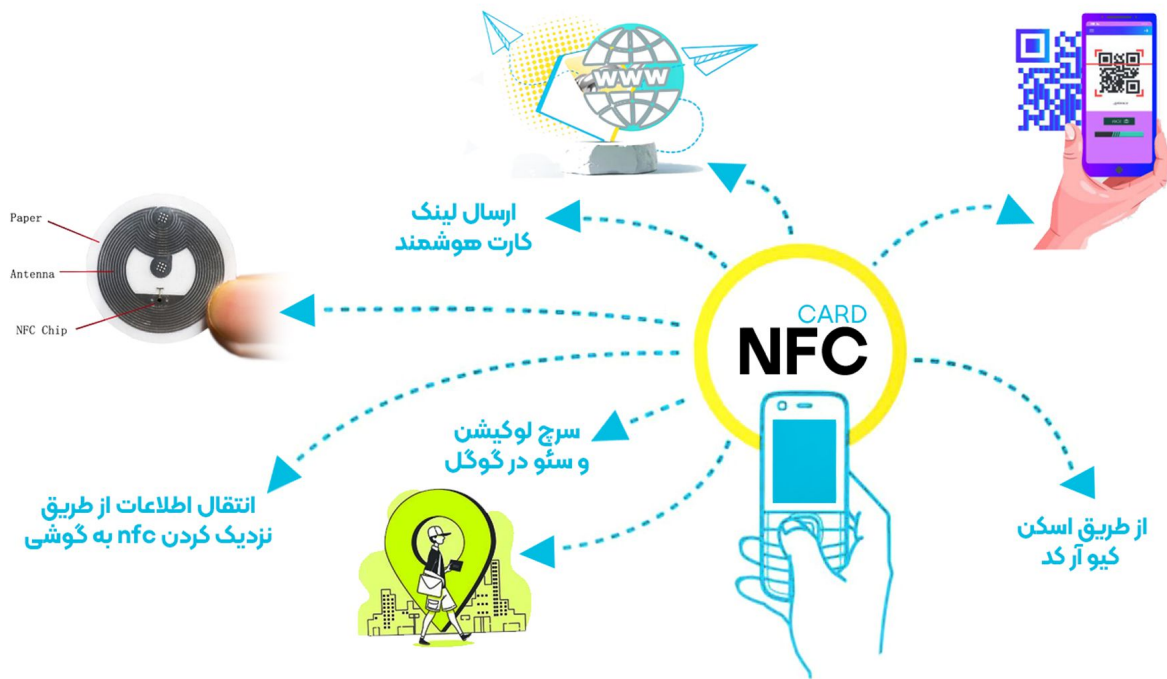 WWW
ارسال لینک
کارت هوشمند
Paper
Antenna
NFC Chip
CARD
NFC
سرچ لوکیشن
و سئو در گوگل
انتقال اطلاعات از طریق
نزدیک کردن nfc به گوشی
از طریق اسکن
کیو آر کد